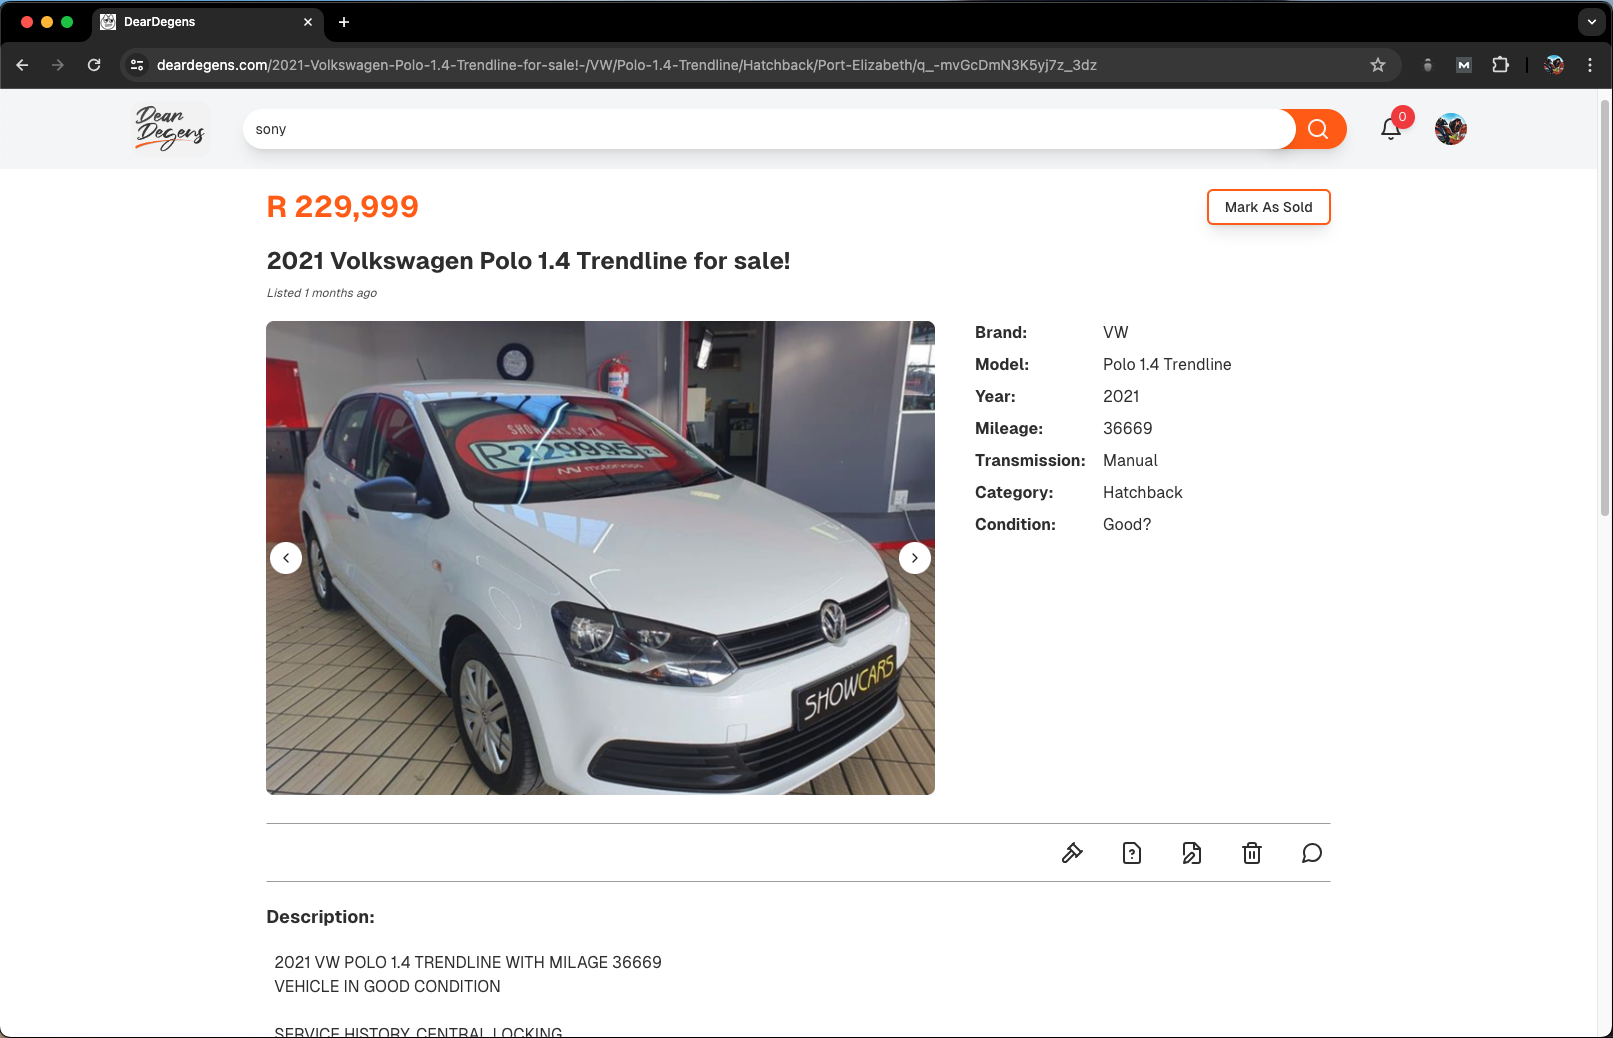 DearDegens
deardegens.com/2021-Volkswagen-Polo-1.4-Trendline-for-sale!-/VW/Polo-1.4-Trendline/Hatchback/Port-Elizabeth/q_-mvGcDmN3K5yj7z_3dz
Dear
Degens
sony
0
R 229,999
Mark As Sold
2021 Volkswagen Polo 1.4 Trendline for sale!
Listed 1 months ago
SHOWCARS.CO.ZA
R229995
motorvaps
SHOWCARS
Brand: VW
Model: Polo 1.4 Trendline
Year: 2021
Mileage: 36669
Transmission: Manual
Category: Hatchback
Condition: Good?
Description:
2021 VW POLO 1.4 TRENDLINE WITH MILAGE 36669
VEHICLE IN GOOD CONDITION
SERVICE HISTORY, CENTRAL LOCKING